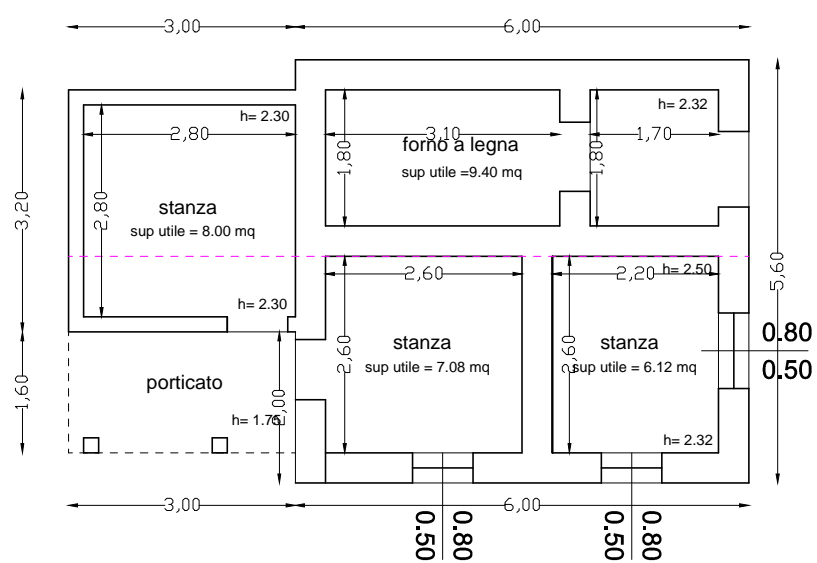 3,00
6,00
h= 2.30
2,80
2,80
stanza
sup utile = 8.00 mq
h= 2.30
3,20
1,80
3,10
forno a legna
sup utile =9.40 mq
h= 2.32
1,80
1,70
5,60
2,60
2,60
stanza
sup utile = 7.08 mq
2,20
h= 2.50
2,60
stanza
sup utile = 6.12 mq
h= 2.32
0.80
0.50
1,60
porticato
h= 1.75
2,00
3,00
6,00
0.80
0.50
0.80
0.50